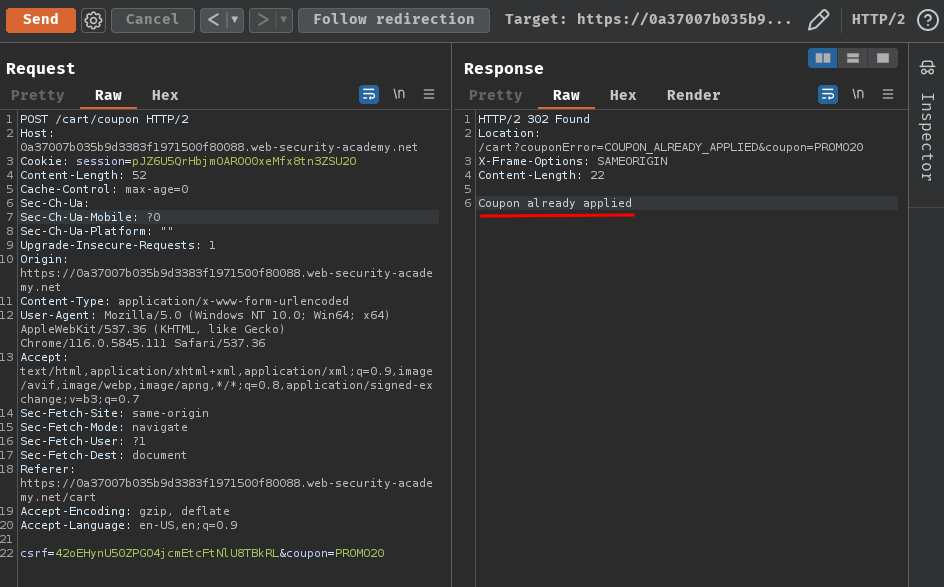 Send Cancel < ▼ > ▼ Follow redirection Target: https://0a37007b035b9... HTTP/2 ?
Request
Pretty Raw Hex \n
1 POST /cart/coupon HTTP/2
2 Host:
0a37007b035b9d3383f1971500f80088.web-security-academy.net
3 Cookie: session=pJZ6U5QrHbjmOAROO0xeMfx8tn3ZSU2O
4 Content-Length: 52
5 Cache-Control: max-age=0
6 Sec-Ch-Ua:
7 Sec-Ch-Ua-Mobile: ?0
8 Sec-Ch-Ua-Platform: ""
9 Upgrade-Insecure-Requests: 1
10 Origin:
https://0a37007b035b9d3383f1971500f80088.web-security-acade
my.net
11 Content-Type: application/x-www-form-urlencoded
12 User-Agent: Mozilla/5.0 (Windows NT 10.0; Win64; x64)
AppleWebKit/537.36 (KHTML, like Gecko)
Chrome/116.0.5845.111 Safari/537.36
13 Accept:
text/html,application/xhtml+xml,application/xml;q=0.9,image
/avif,image/webp,image/apng,*/*;q=0.8,application/signed-ex
change;v=b3;q=0.7
14 Sec-Fetch-Site: same-origin
15 Sec-Fetch-Mode: navigate
16 Sec-Fetch-User: ?1
17 Sec-Fetch-Dest: document
18 Referer:
https://0a37007b035b9d3383f1971500f80088.web-security-acade
my.net/cart
19 Accept-Encoding: gzip, deflate
20 Accept-Language: en-US,en;q=0.9
21
22 csrf=42oEHynU50ZPGO4jcmEtcFtNlU8TBkRL&coupon=PROMO20
Response
Pretty Raw Hex Render \n
1 HTTP/2 302 Found
2 Location:
/cart?couponError=COUPON_ALREADY_APPLIED&coupon=PROMO20
3 X-Frame-Options: SAMEORIGIN
4 Content-Length: 22
5
6 Coupon already applied
Inspector